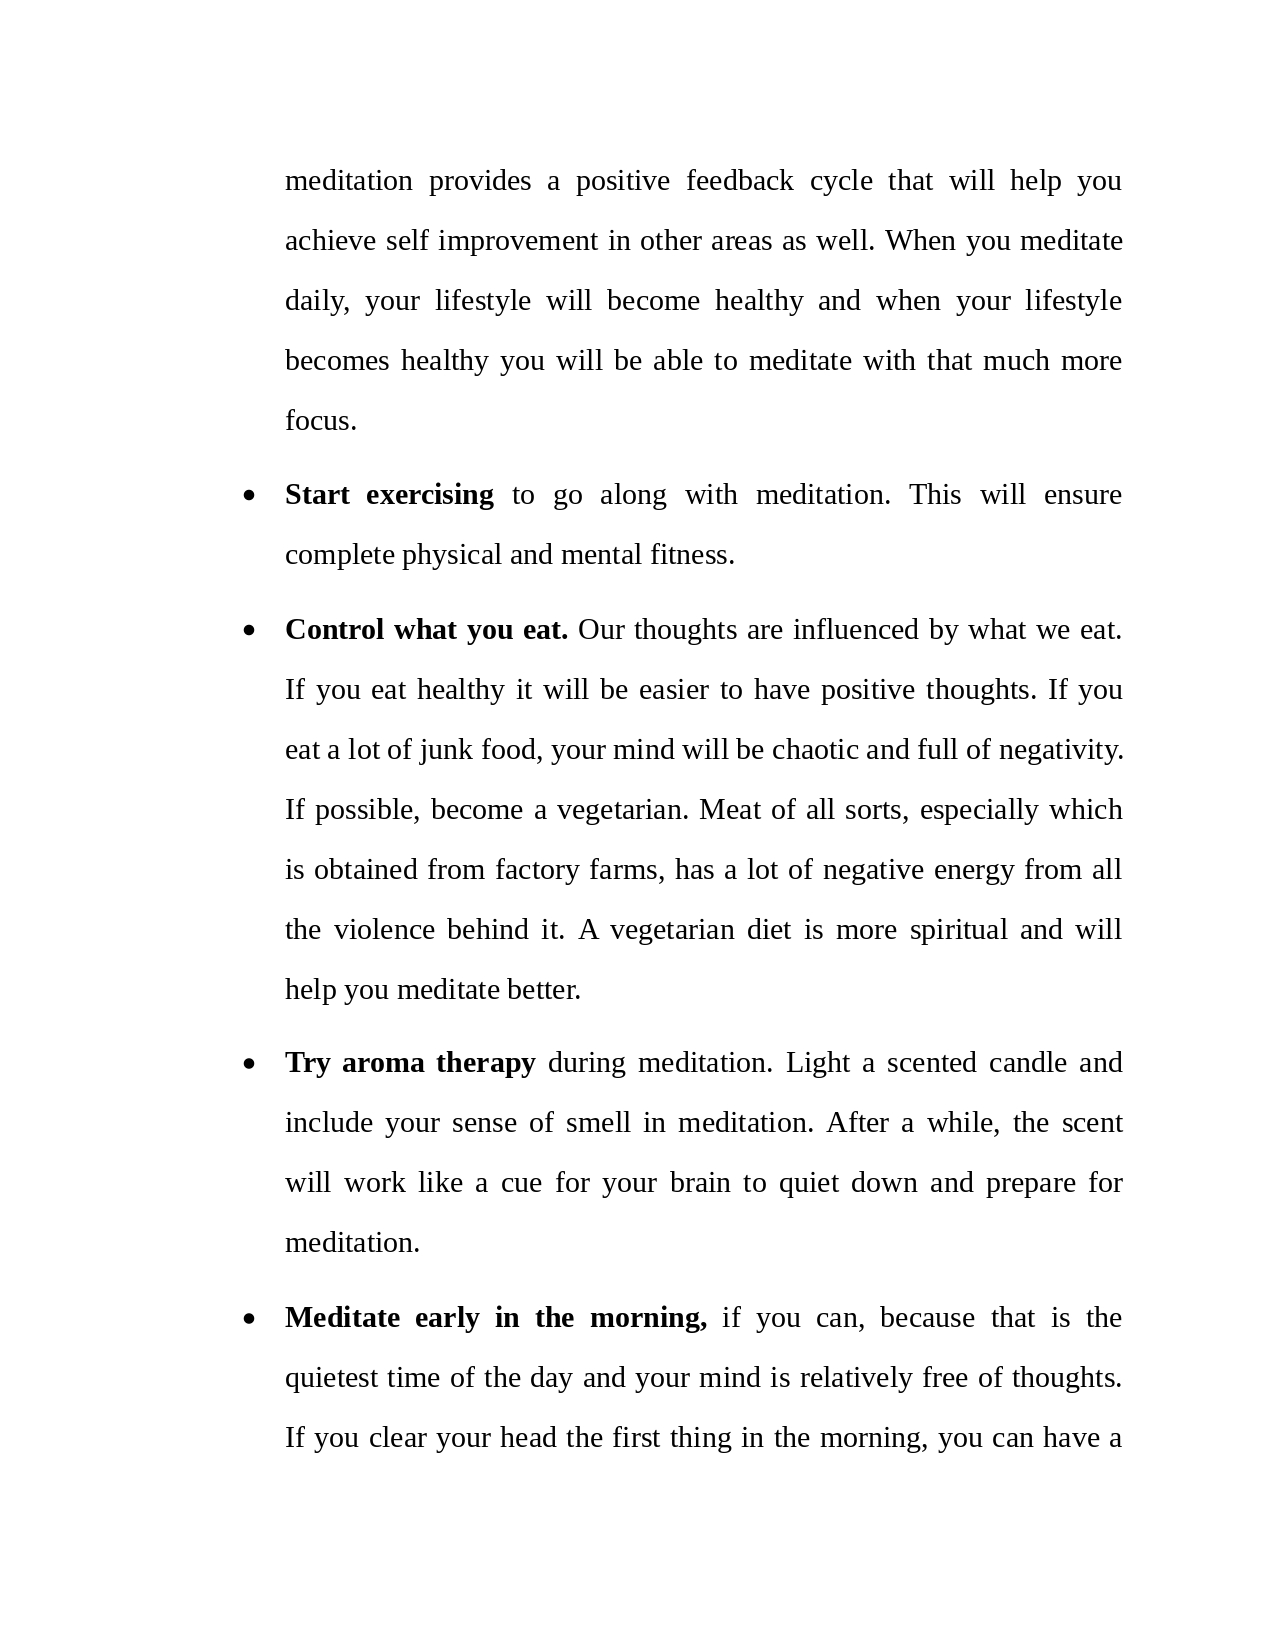 meditation provides a positive feedback cycle that will help you
achieve self improvement in other areas as well. When you meditate
daily, your lifestyle will become healthy and when your lifestyle
becomes healthy you will be able to meditate with that much more
focus.
• Start exercising to go along with meditation. This will ensure
complete physical and mental fitness.
• Control what you eat. Our thoughts are influenced by what we eat.
If you eat healthy it will be easier to have positive thoughts. If you
eat a lot of junk food, your mind will be chaotic and full of negativity.
If possible, become a vegetarian. Meat of all sorts, especially which
is obtained from factory farms, has a lot of negative energy from all
the violence behind it. A vegetarian diet is more spiritual and will
help you meditate better.
• Try aroma therapy during meditation. Light a scented candle and
include your sense of smell in meditation. After a while, the scent
will work like a cue for your brain to quiet down and prepare for
meditation.
• Meditate early in the morning, if you can, because that is the
quietest time of the day and your mind is relatively free of thoughts.
If you clear your head the first thing in the morning, you can have a